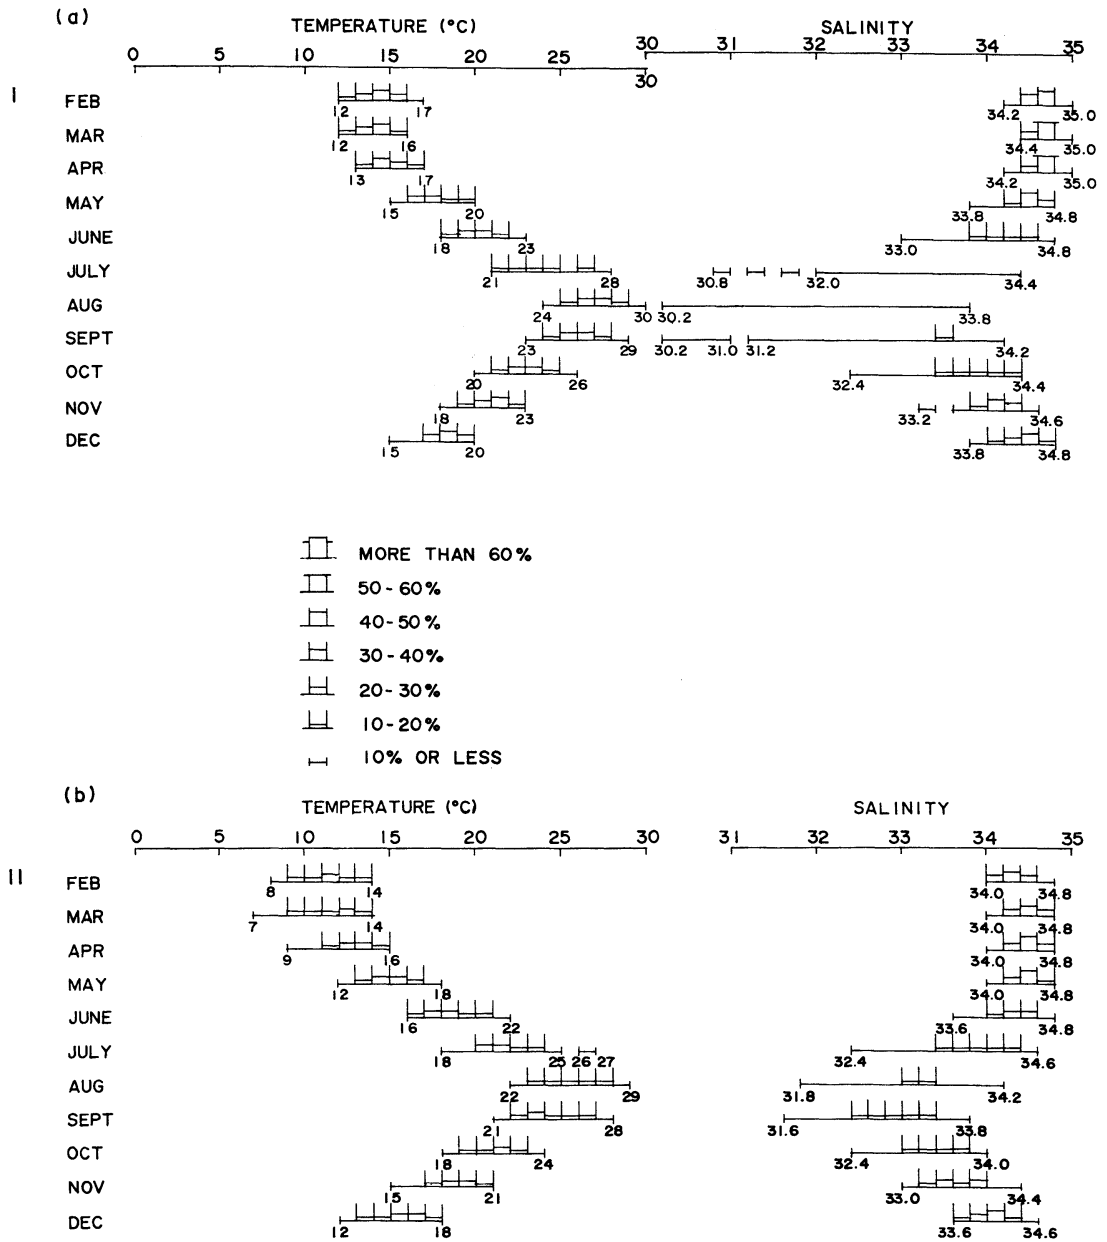 (a)
TEMPERATURE (°C) SALINITY
0 5 10 15 20 25 30 31 32 33 34 35
30
I
FEB 12 17 34.2 35.0
MAR 12 16 34.4 35.0
APR 13 17 34.2 35.0
MAY 15 20 33.8 34.8
JUNE 18 23 33.0 34.8
JULY 21 28 30.8 32.0 34.4
AUG 24 30 30.2 33.8
SEPT 23 29 30.2 31.0 31.2 34.2
OCT 20 26 32.4 34.4
NOV 18 23 33.2 34.6
DEC 15 20 33.8 34.8
MORE THAN 60%
50-60%
40-50%
30-40%
20-30%
10-20%
10% OR LESS
(b)
TEMPERATURE (°C) SALINITY
0 5 10 15 20 25 30 31 32 33 34 35
II
FEB 8 14 34.0 34.8
MAR 7 14 34.0 34.8
APR 9 16 34.0 34.8
MAY 12 18 34.0 34.8
JUNE 16 22 33.6 34.8
JULY 18 25 26 27 32.4 34.6
AUG 22 29 31.8 34.2
SEPT 21 28 31.6 33.8
OCT 18 24 32.4 34.0
NOV 15 21 33.0 34.4
DEC 12 18 33.6 34.6